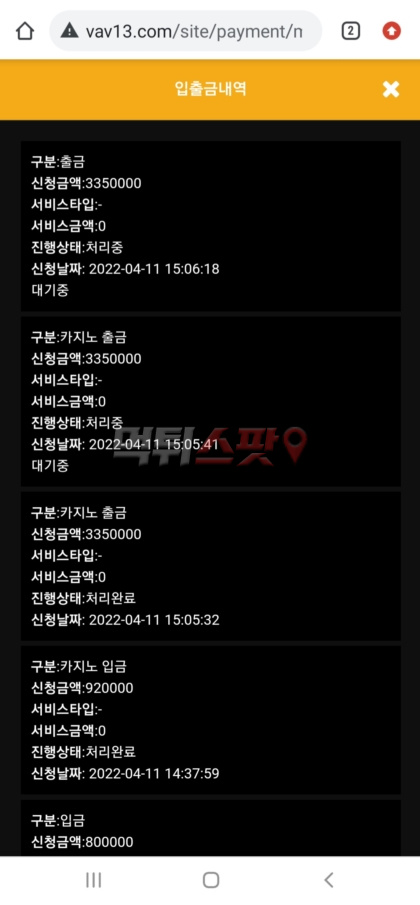 vav13.com/site/payment/n
2
입출금내역
구분:출금
신청금액:3350000
서비스타입:-
서비스금액:0
진행상태:처리중
신청날짜: 2022-04-11 15:06:18
대기중
구분:카지노 출금
신청금액:3350000
서비스타입:-
서비스금액:0
진행상태:처리중
신청날짜: 2022-04-11 15:05:41
대기중
먹튀스팟
구분:카지노 출금
신청금액:3350000
서비스타입:-
서비스금액:0
진행상태:처리완료
신청날짜: 2022-04-11 15:05:32
구분:카지노 입금
신청금액:920000
서비스타입:-
서비스금액:0
진행상태:처리완료
신청날짜: 2022-04-11 14:37:59
구분:입금
신청금액:800000